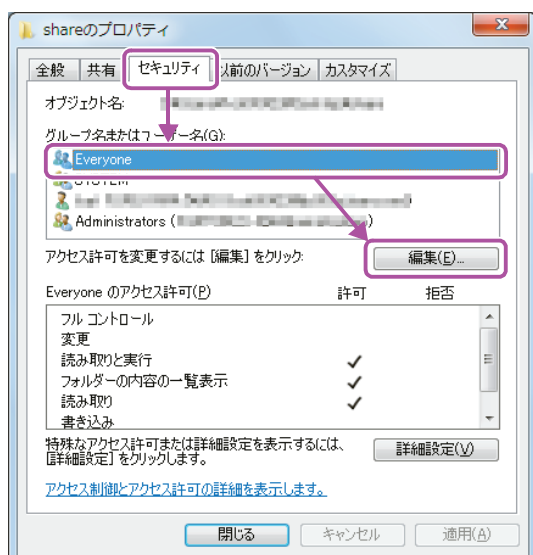 shareのプロパティ
全般 共有 セキュリティ 以前のバージョン カスタマイズ
オブジェクト名:
グループ名またはユーザー名(G):
Everyone
SYSTEM
Administrators (
アクセス許可を変更するには [編集] をクリック:
編集(E)...
Everyone のアクセス許可(P) 許可 拒否
フル コントロール
変更
読み取りと実行
フォルダーの内容の一覧表示
読み取り
書き込み
特殊なアクセス許可または詳細設定を表示するには、
[詳細設定] をクリックします。
詳細設定(V)
アクセス制御とアクセス許可の詳細を表示します。
閉じる キャンセル 適用(A)